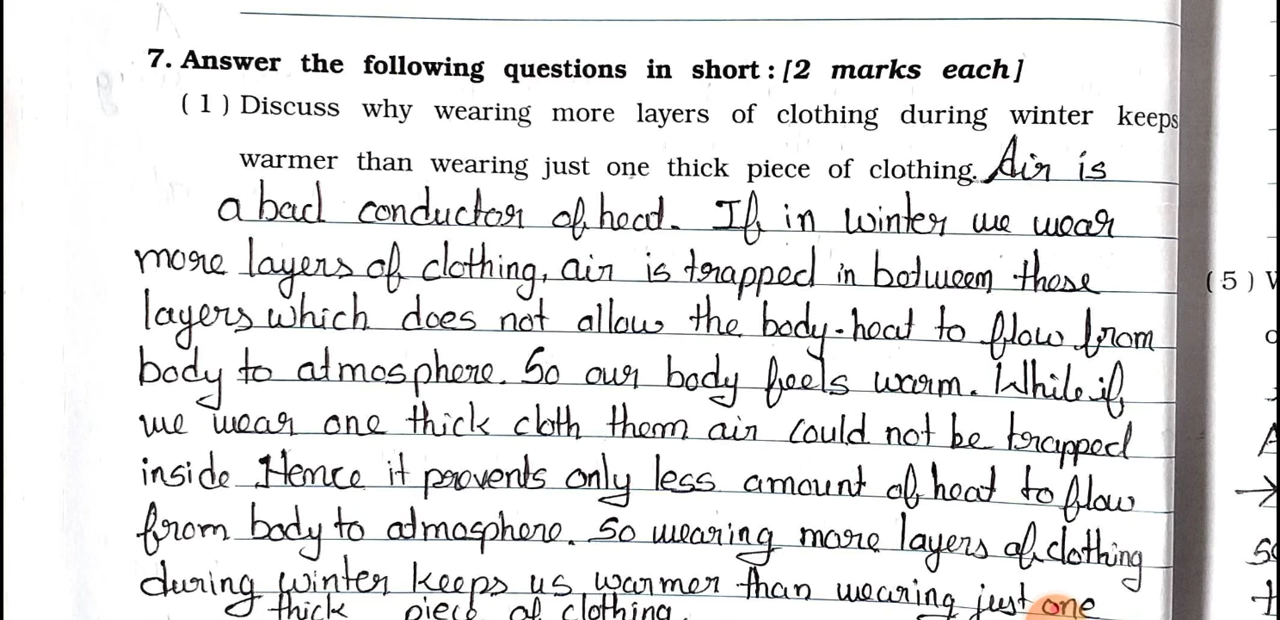 7. Answer the following questions in short : [2 marks each]
( 1 ) Discuss why wearing more layers of clothing during winter keeps
warmer than wearing just one thick piece of clothing. Air is
a bad conductor of heat. If in winter we wear
more layers of clothing, air is trapped in between these
layers which does not allow the body-heat to flow from
body to atmosphere. So our body feels warm. While if
we wear one thick cloth them air could not be trapped
inside Hence it prevents only less amount of heat to flow
from body to atmosphere. So wearing more layers of clothing
during winter keeps us warmer than wearing just one
thick piece of clothing.
( 5 )